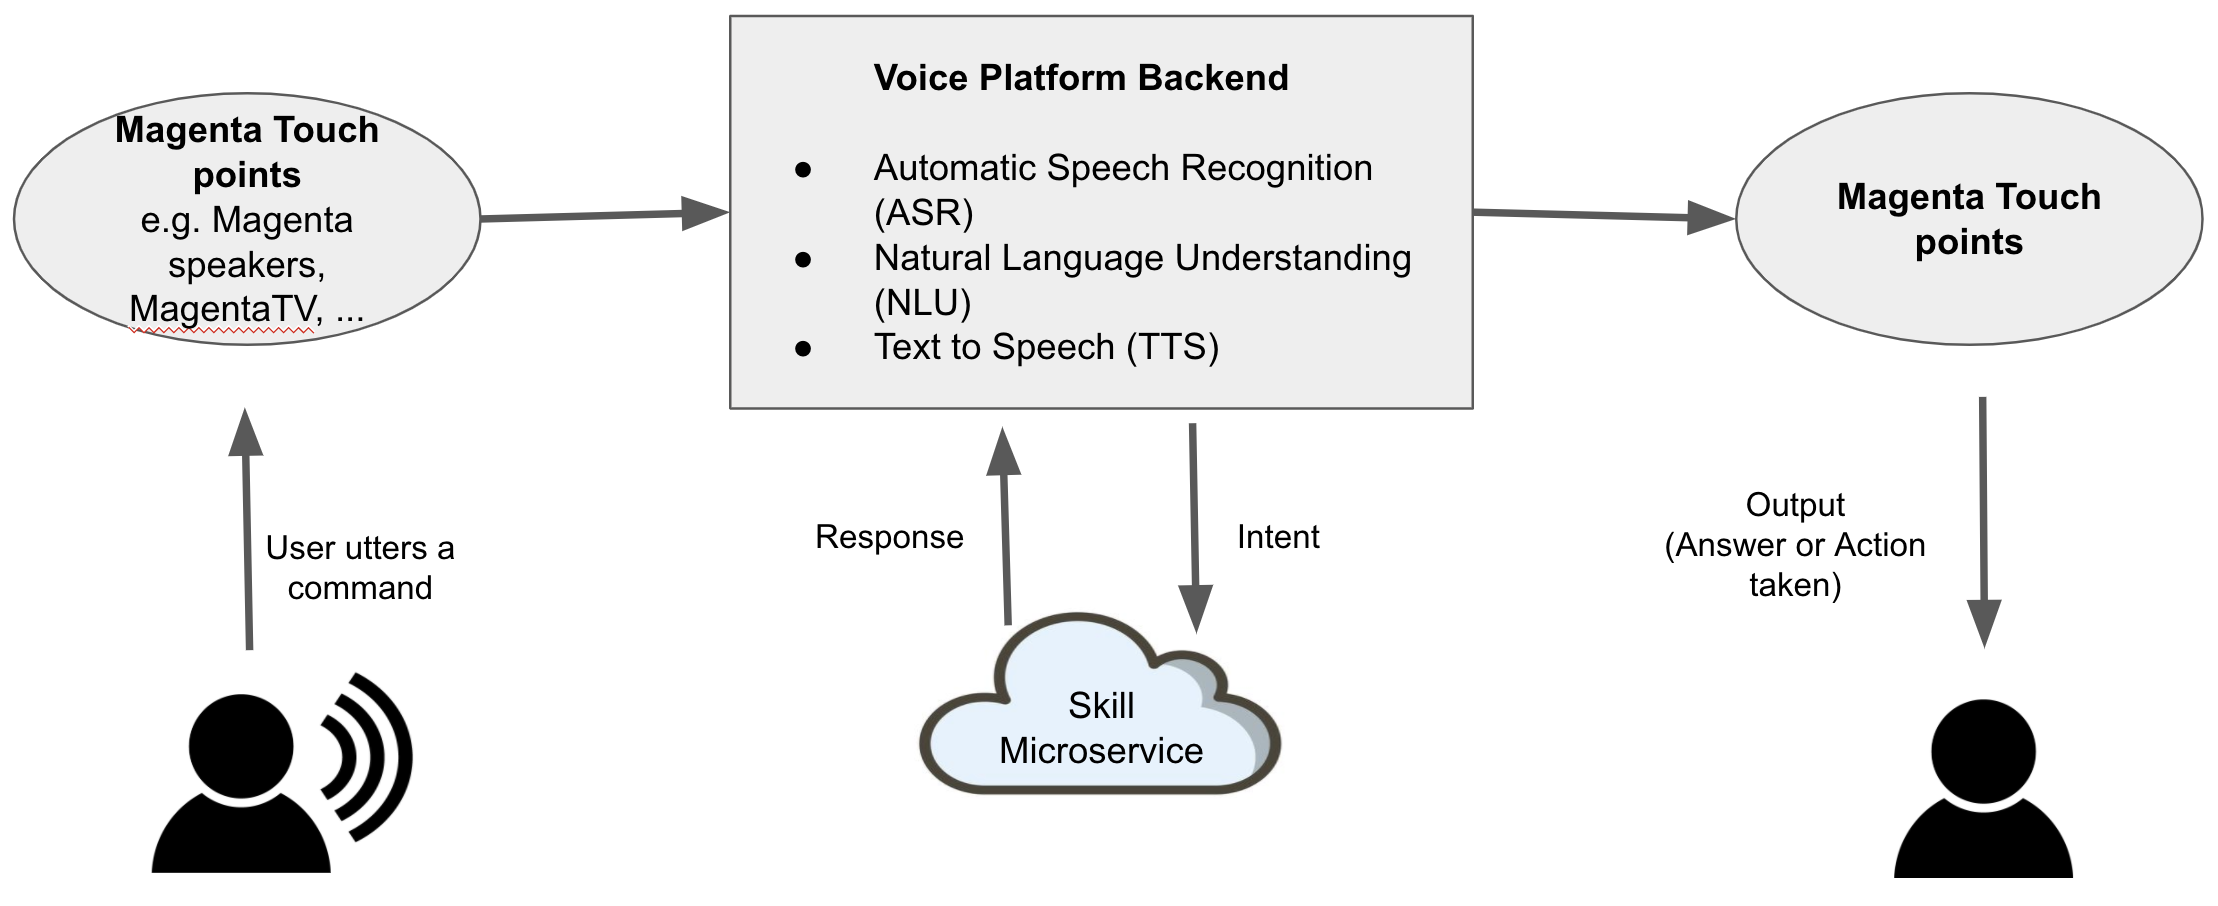 Magenta Touch
points
e.g. Magenta
speakers,
MagentaTV, ...
Voice Platform Backend
● Automatic Speech Recognition
(ASR)
● Natural Language Understanding
(NLU)
● Text to Speech (TTS)
Magenta Touch
points
User utters a
command
Response
Intent
Output
(Answer or Action
taken)
Skill
Microservice